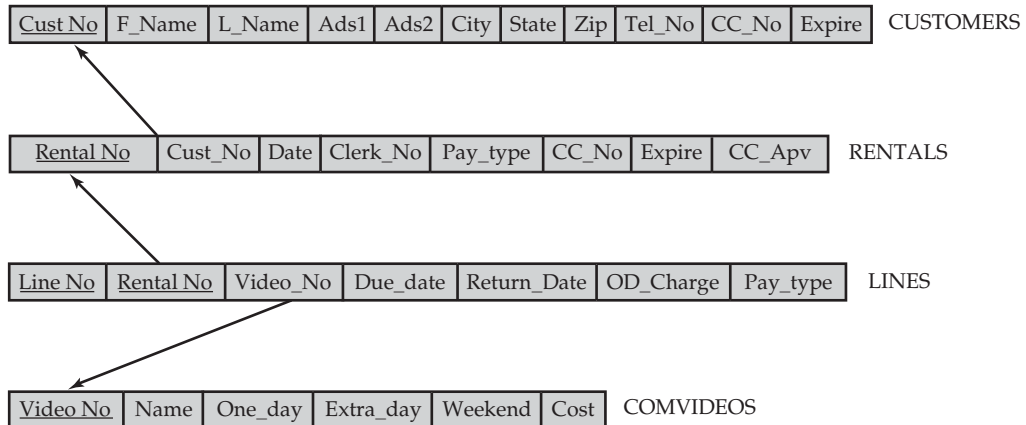 Cust No F_Name L_Name Ads1 Ads2 City State Zip Tel_No CC_No Expire CUSTOMERS
Rental No Cust_No Date Clerk_No Pay_type CC_No Expire CC_Apv RENTALS
Line No Rental No Video_No Due_date Return_Date OD_Charge Pay_type LINES
Video No Name One_day Extra_day Weekend Cost COMVIDEOS